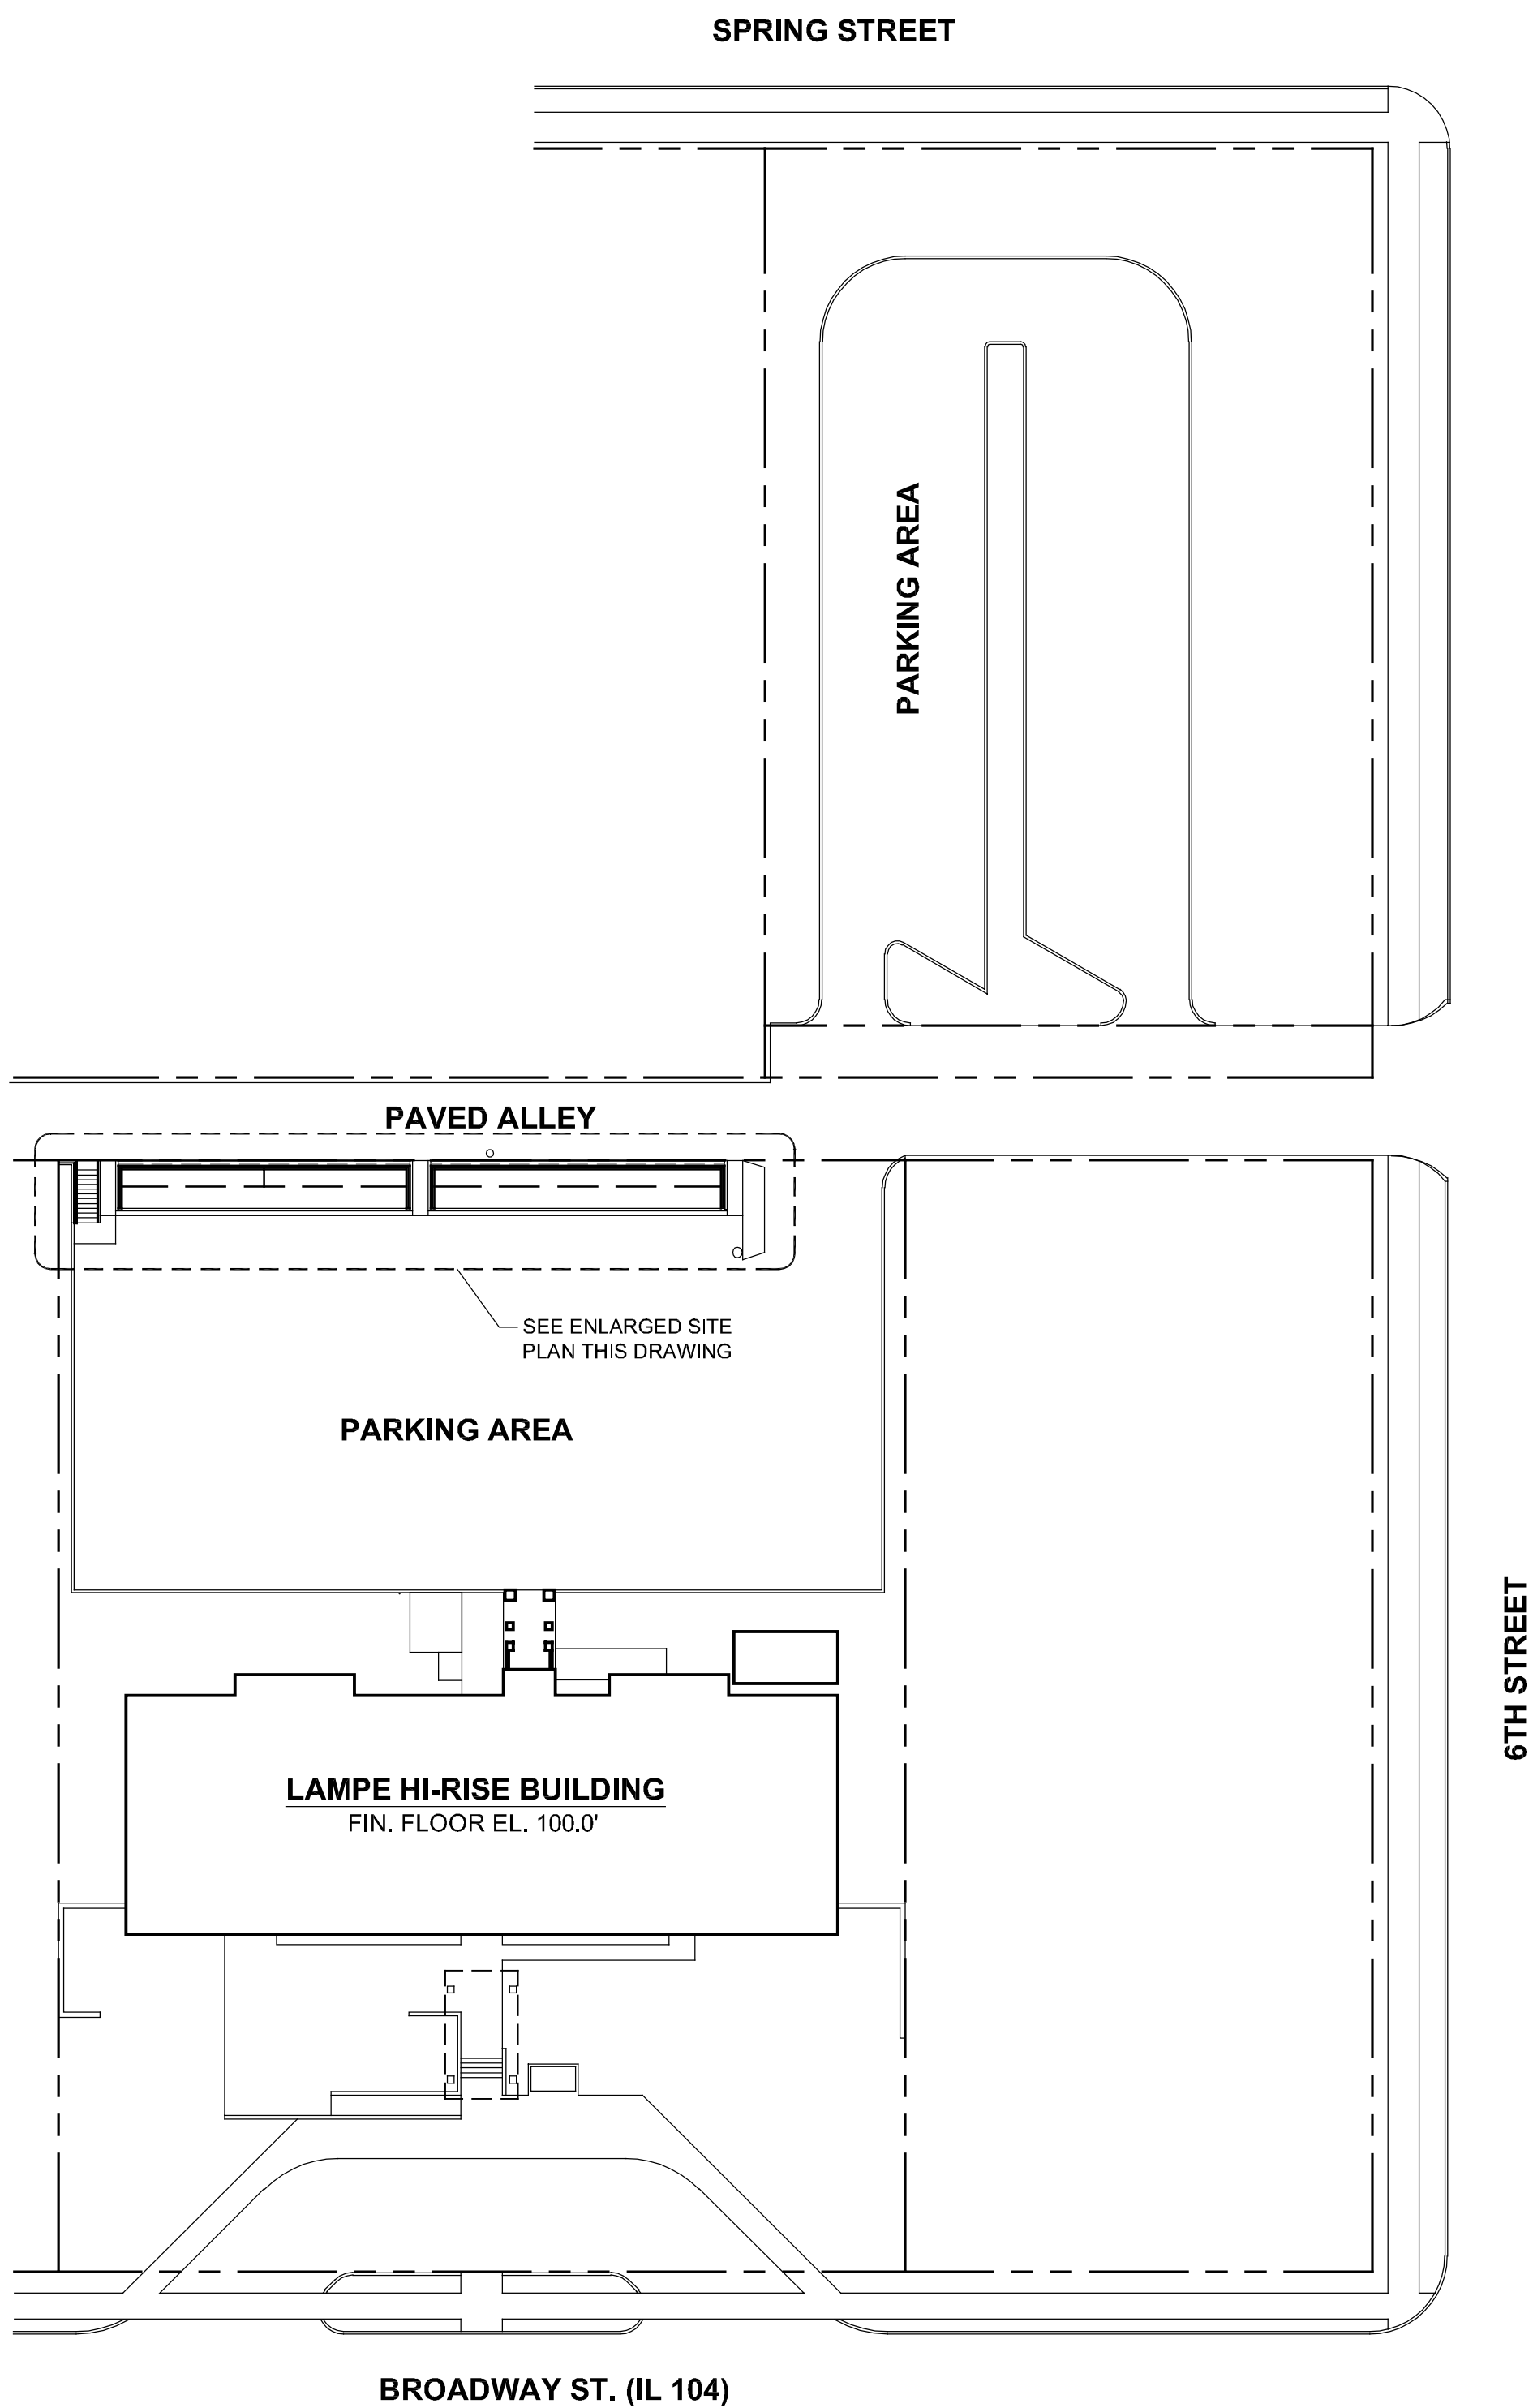 SPRING STREET
PARKING AREA
PAVED ALLEY
SEE ENLARGED SITE
PLAN THIS DRAWING
PARKING AREA
6TH STREET
LAMPE HI-RISE BUILDING
FIN. FLOOR EL. 100.0'
BROADWAY ST. (IL 104)